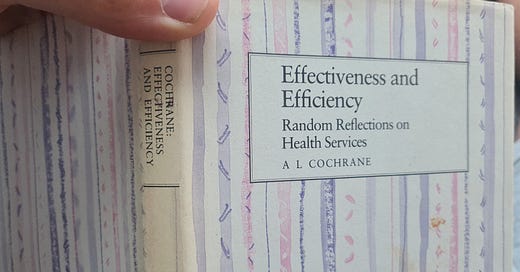 COCHRANE:
EFFECTIVENESS
AND EFFICIENCY
Effectiveness and
Efficiency
Random Reflections on
Health Services
A L COCHRANE